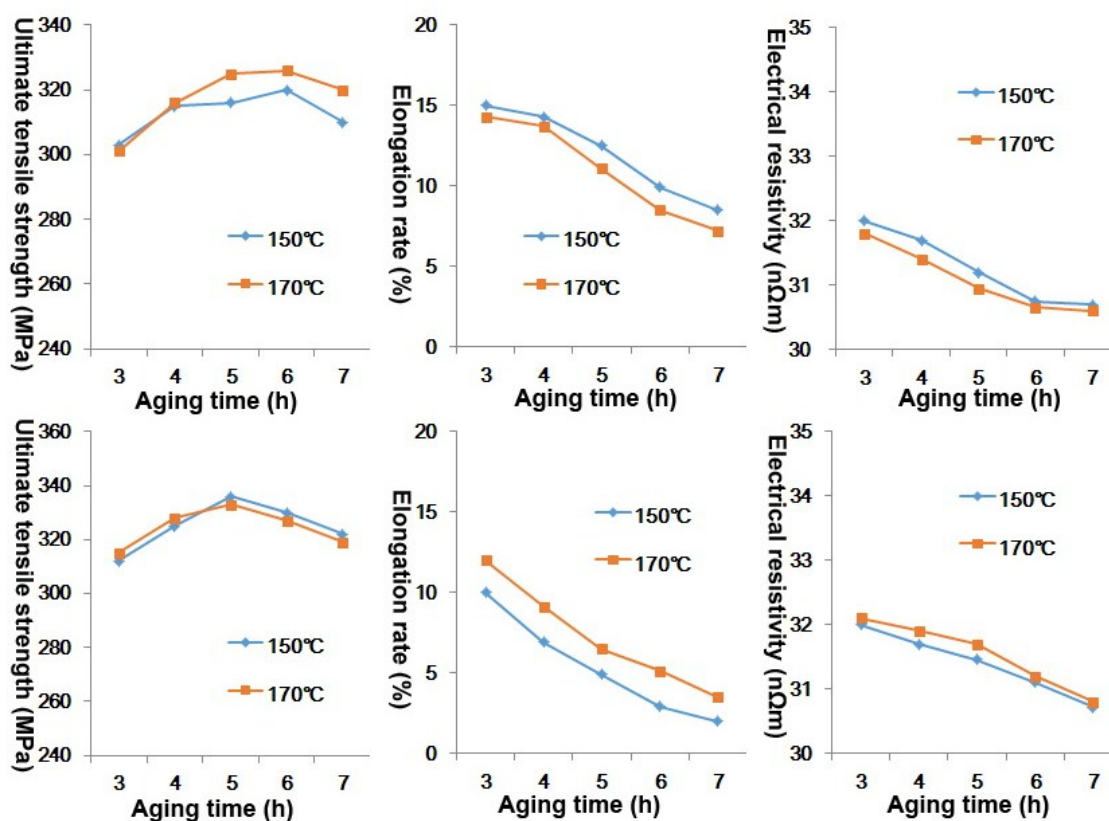 Ultimate tensile strength (MPa)
340
320
300
280
260
240
3 4 5 6 7
Aging time (h)
150℃
170℃
Elongation rate (%)
20
15
10
5
0
3 4 5 6 7
Aging time (h)
150℃
170℃
Electrical resistivity (nΩm)
35
34
33
32
31
30
3 4 5 6 7
Aging time (h)
150℃
170℃
Ultimate tensile strength (MPa)
360
340
320
300
280
260
240
3 4 5 6 7
Aging time (h)
150℃
170℃
Elongation rate (%)
20
15
10
5
0
3 4 5 6 7
Aging time (h)
150℃
170℃
Electrical resistivity (nΩm)
35
34
33
32
31
30
3 4 5 6 7
Aging time (h)
150℃
170℃